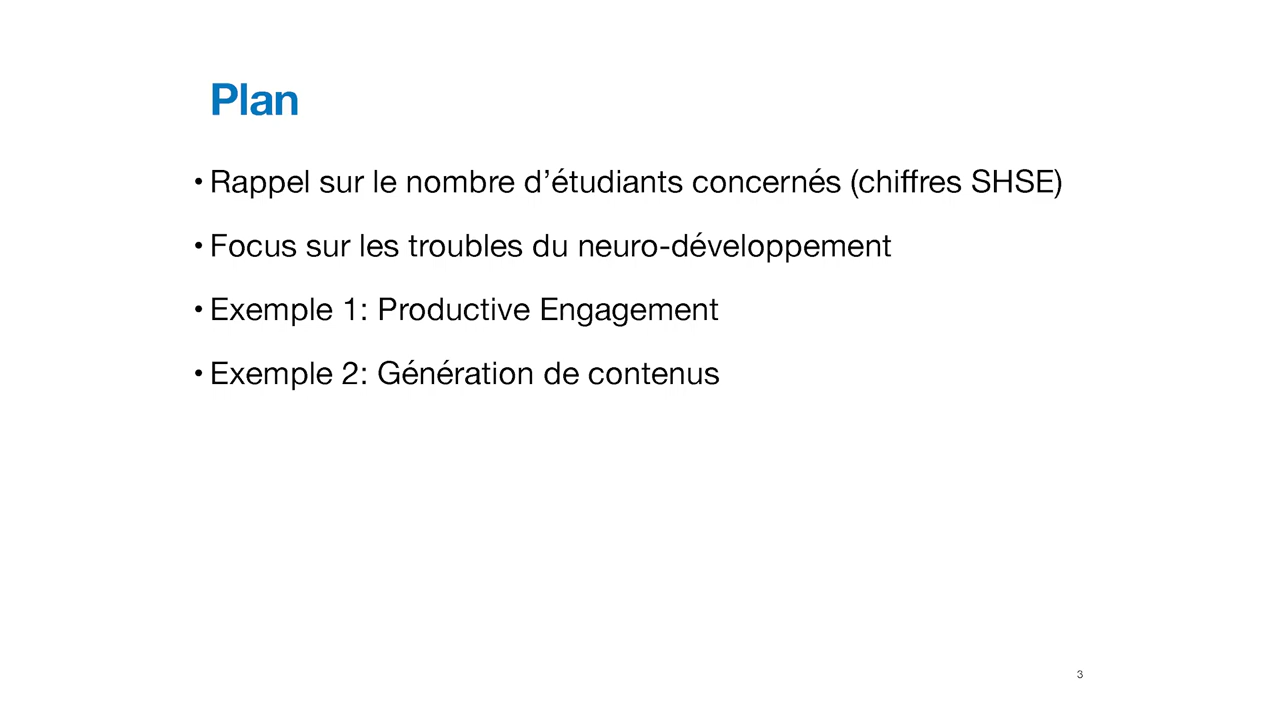 Plan
• Rappel sur le nombre d’étudiants concernés (chiffres SHSE)
• Focus sur les troubles du neuro-développement
• Exemple 1: Productive Engagement
• Exemple 2: Génération de contenus
3